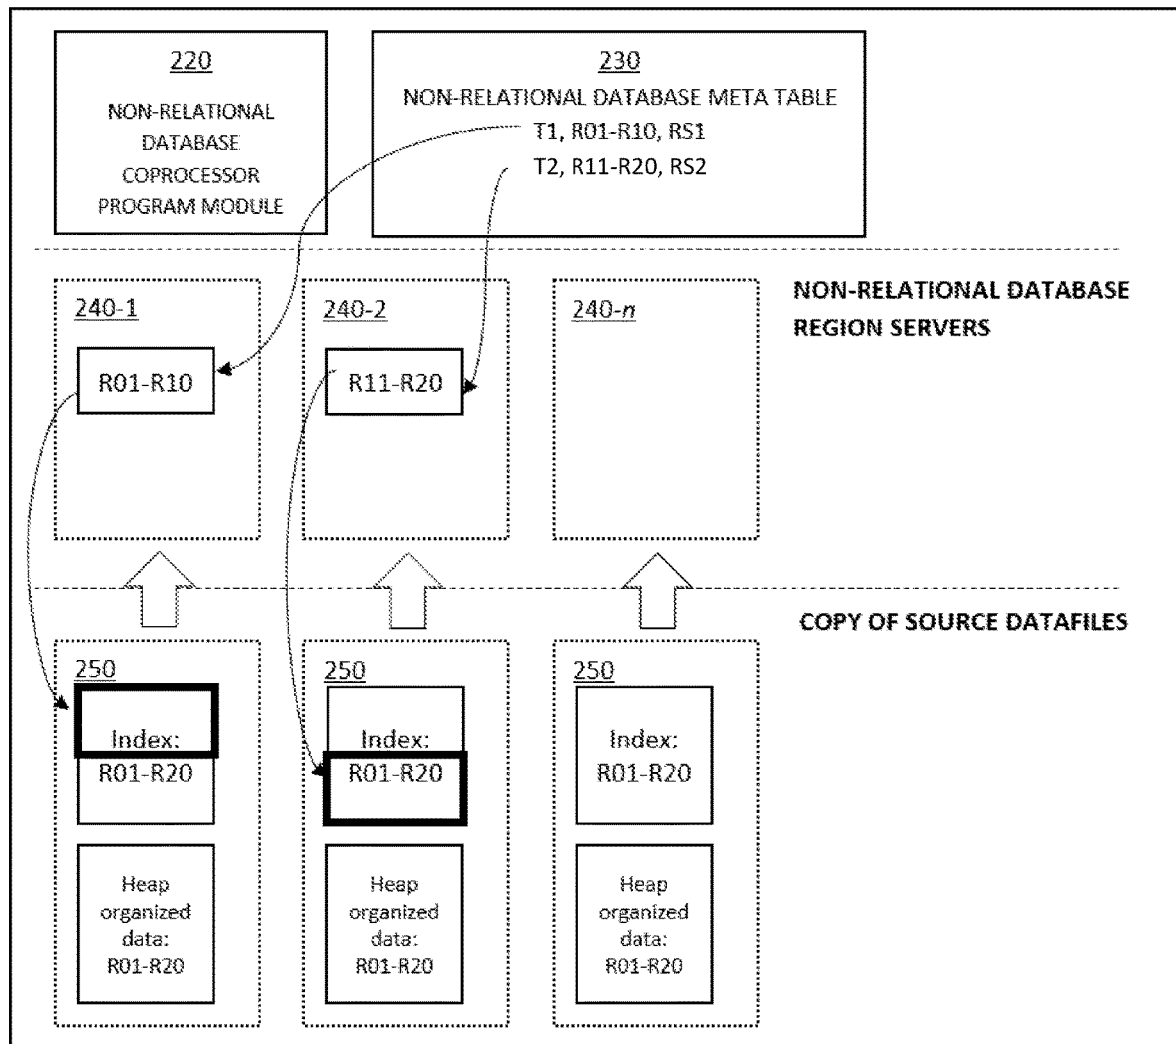 220
NON-RELATIONAL
DATABASE
COPROCESSOR
PROGRAM MODULE
230
NON-RELATIONAL DATABASE META TABLE
T1, R01-R10, RS1
T2, R11-R20, RS2
240-1
R01-R10
240-2
R11-R20
240-n
NON-RELATIONAL DATABASE
REGION SERVERS
COPY OF SOURCE DATAFILES
250
Index:
R01-R20
Heap
organized
data:
R01-R20
250
Index:
R01-R20
Heap
organized
data:
R01-R20
250
Index:
R01-R20
Heap
organized
data:
R01-R20